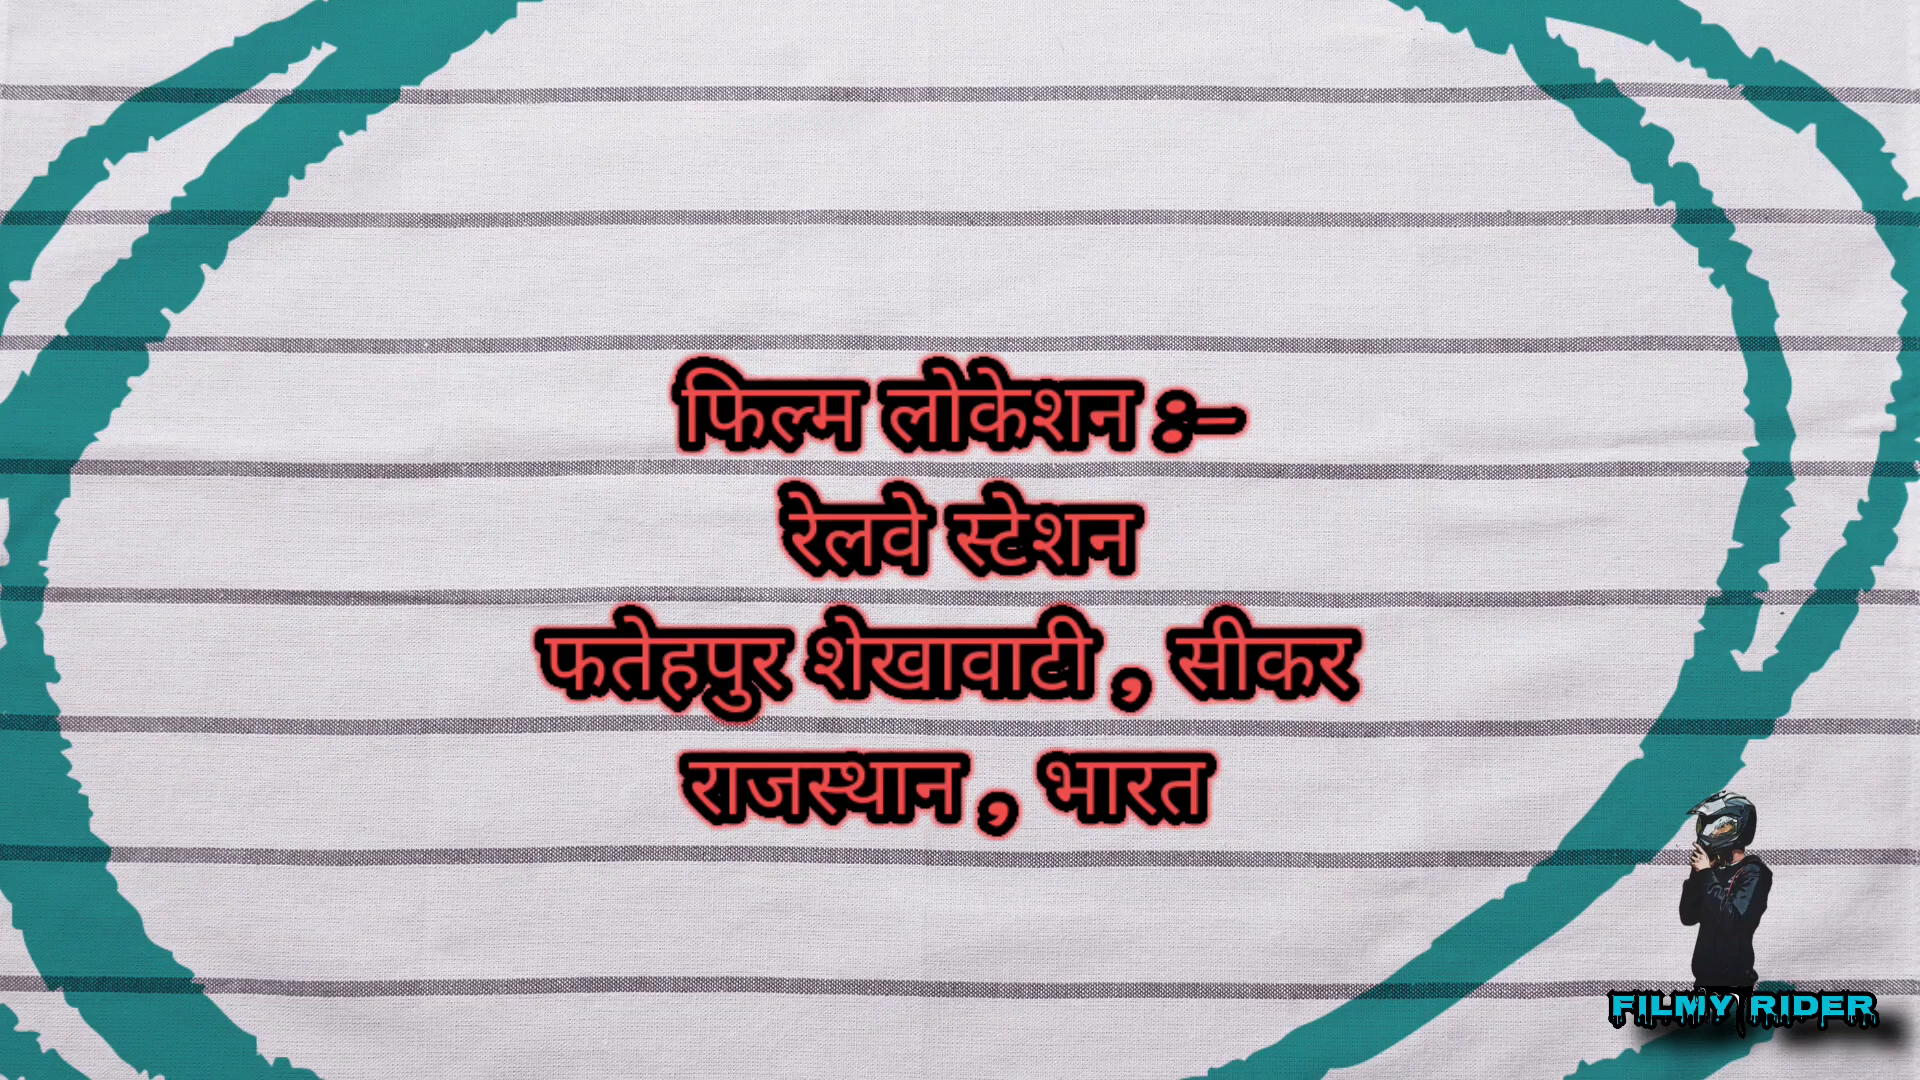 फिल्म लोकेशन :-
रेलवे स्टेशन
फतेहपुर शेखावाटी , सीकर
राजस्थान , भारत
FILMY RIDER